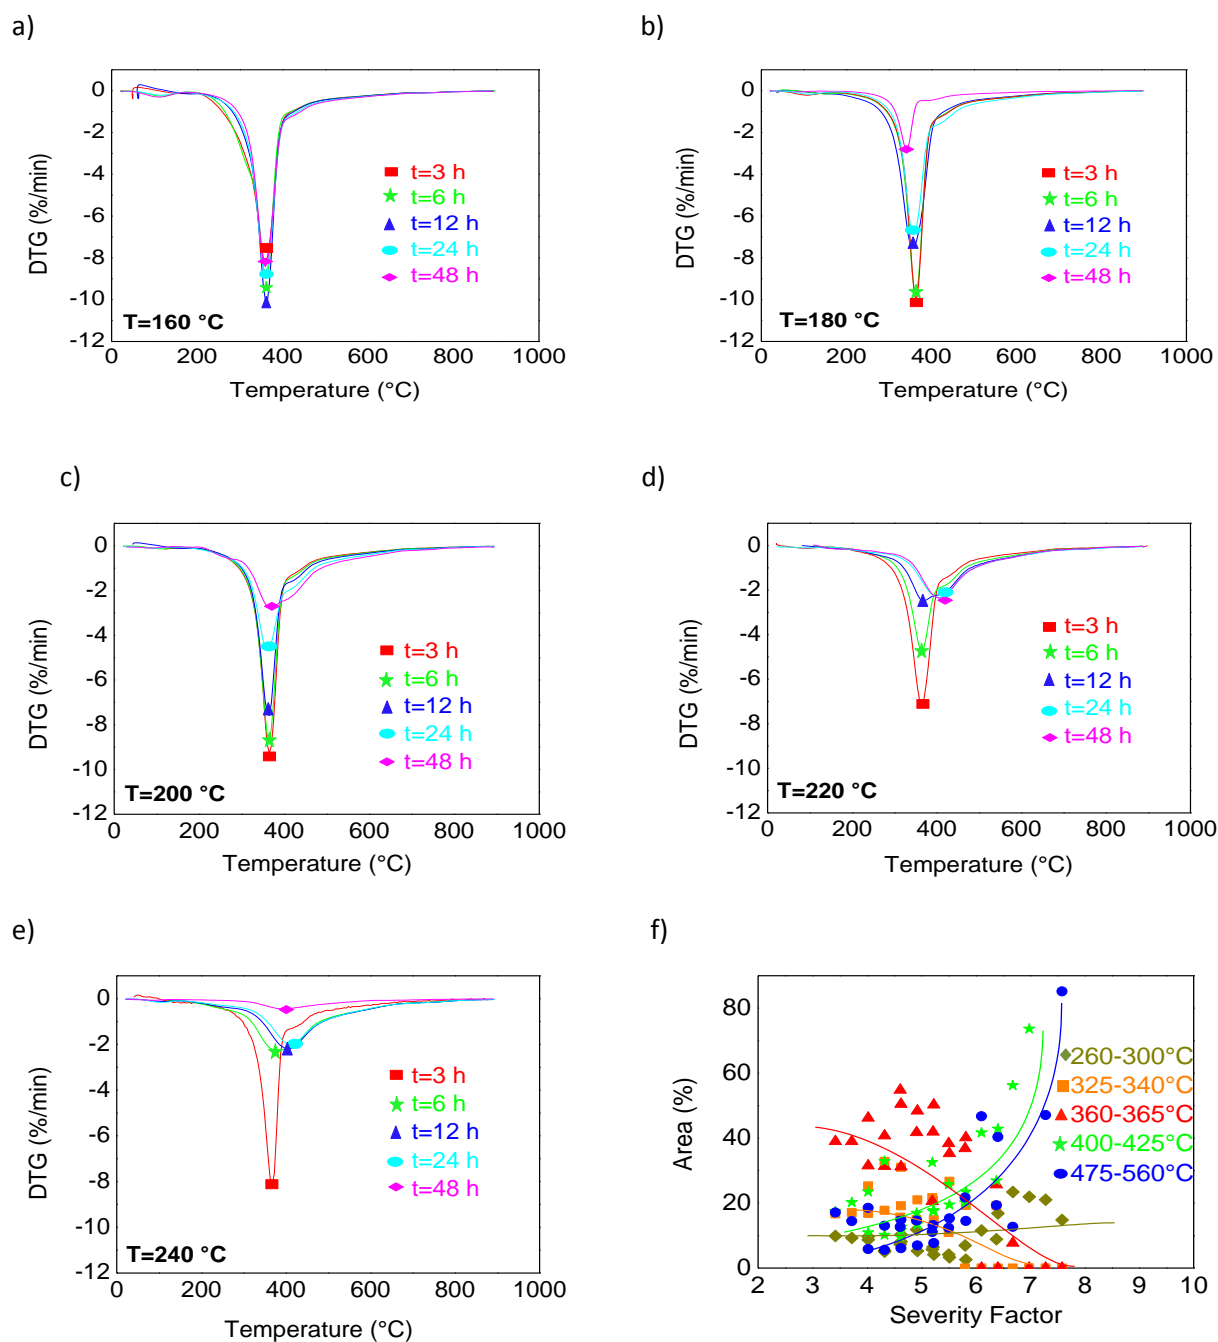 a)
0
-2
-4
-6
-8
-10
-12
DTG (%/min)
t=3 h
t=6 h
t=12 h
t=24 h
t=48 h
T=160 °C
0 200 400 600 800 1000
Temperature (°C)
b)
0
-2
-4
-6
-8
-10
-12
DTG (%/min)
t=3 h
t=6 h
t=12 h
t=24 h
t=48 h
T=180 °C
0 200 400 600 800 1000
Temperature (°C)
c)
0
-2
-4
-6
-8
-10
-12
DTG (%/min)
t=3 h
t=6 h
t=12 h
t=24 h
t=48 h
T=200 °C
0 200 400 600 800 1000
Temperature (°C)
d)
0
-2
-4
-6
-8
-10
-12
DTG (%/min)
t=3 h
t=6 h
t=12 h
t=24 h
t=48 h
T=220 °C
0 200 400 600 800 1000
Temperature (°C)
e)
0
-2
-4
-6
-8
-10
-12
DTG (%/min)
t=3 h
t=6 h
t=12 h
t=24 h
t=48 h
T=240 °C
0 200 400 600 800 1000
Temperature (°C)
f)
80
60
40
20
0
Area (%)
260-300°C
325-340°C
360-365°C
400-425°C
475-560°C
2 3 4 5 6 7 8 9 10
Severity Factor